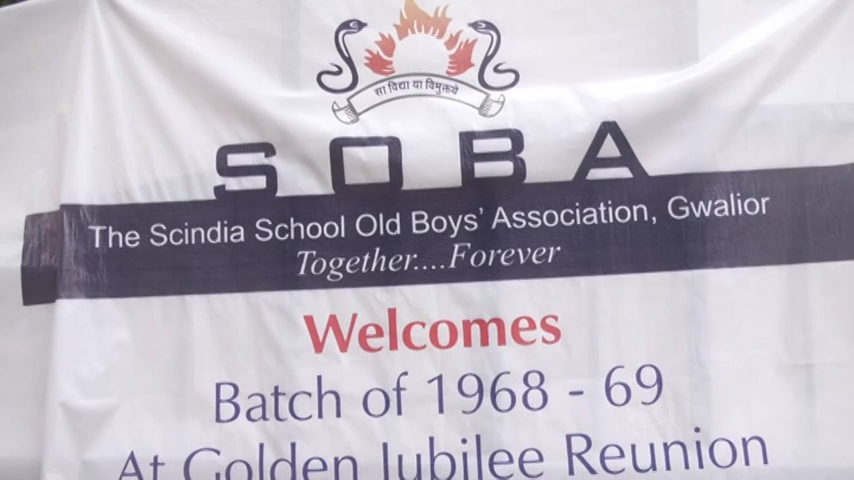 सा विद्या या विमुक्तये
SOBA
The Scindia School Old Boys' Association, Gwalior
Together....Forever
Welcomes
Batch of 1968 - 69
At Golden Jubilee Reunion